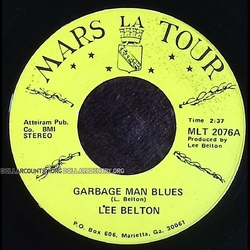 MARS LA TOUR
Atteiram Pub.
Co. BMI
STEREO
Time 2:37
MLT 2076A
Produced by
Lee Belton
GARBAGE MAN BLUES
(L. Belton)
LEE BELTON
P.O. Box 606, Marietta, Ga. 30061